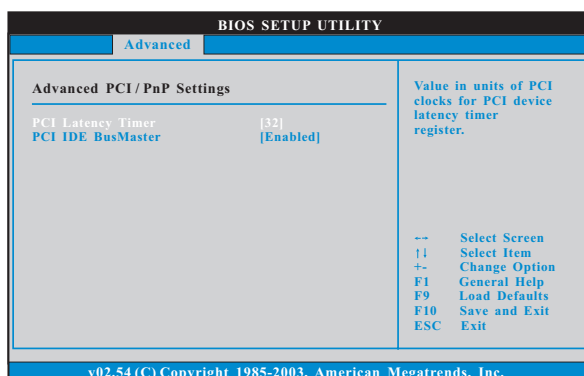 BIOS SETUP UTILITY
Advanced
Advanced PCI / PnP Settings
PCI Latency Timer [32]
PCI IDE BusMaster [Enabled]
Value in units of PCI
clocks for PCI device
latency timer
register.
←→ Select Screen
↑↓ Select Item
+- Change Option
F1 General Help
F9 Load Defaults
F10 Save and Exit
ESC Exit
v02.54 (C) Copyright 1985-2003, American Megatrends, Inc.